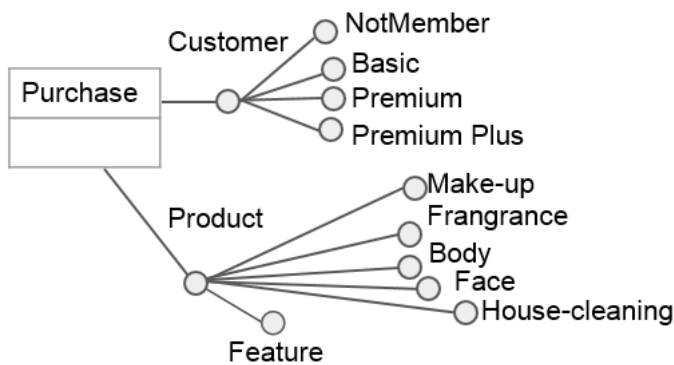 Customer
NotMember
Basic
Purchase
Premium
Premium Plus
Product
Make-up
Frangrance
Body
Face
House-cleaning
Feature